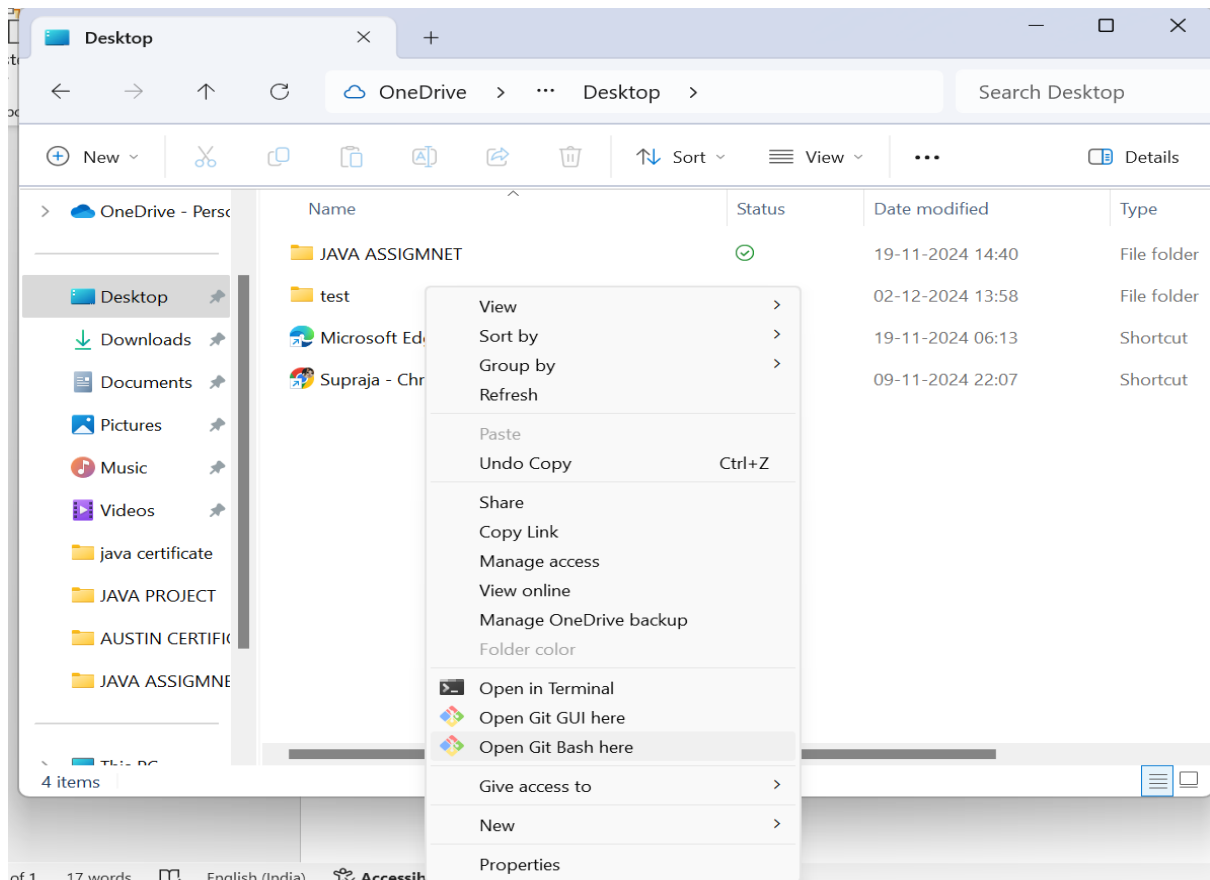 Desktop
OneDrive > ... Desktop >
Search Desktop
New
Sort
View
...
Details
OneDrive - Perso
Desktop
Downloads
Documents
Pictures
Music
Videos
java certificate
JAVA PROJECT
AUSTIN CERTIFI
JAVA ASSIGMNE
This PC
Name Status Date modified Type
JAVA ASSIGMNET 19-11-2024 14:40 File folder
test 02-12-2024 13:58 File folder
Microsoft Ed 19-11-2024 06:13 Shortcut
Supraja - Chr 09-11-2024 22:07 Shortcut
View
Sort by
Group by
Refresh
Paste
Undo Copy Ctrl+Z
Share
Copy Link
Manage access
View online
Manage OneDrive backup
Folder color
Open in Terminal
Open Git GUI here
Open Git Bash here
Give access to
New
Properties
4 items
of 1 17 words English (India) Accessib